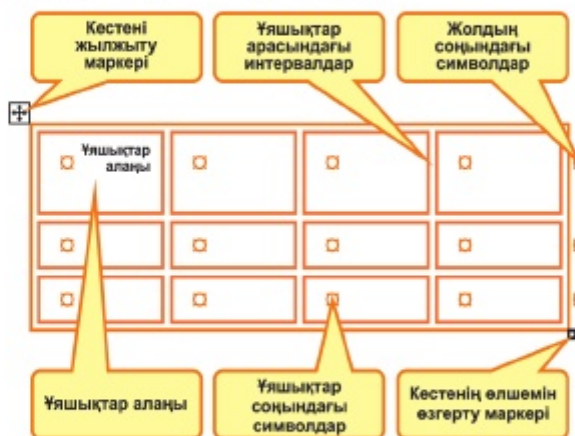 Кестені
жылжыту
маркері
Ұяшықтар
арасындағы
интервалдар
Жолдың
соңындағы
символдар
Ұяшықтар
алаңы
Ұяшықтар алаңы
Ұяшықтар
соңындағы
символдар
Кестенің өлшемін
өзгерту маркері